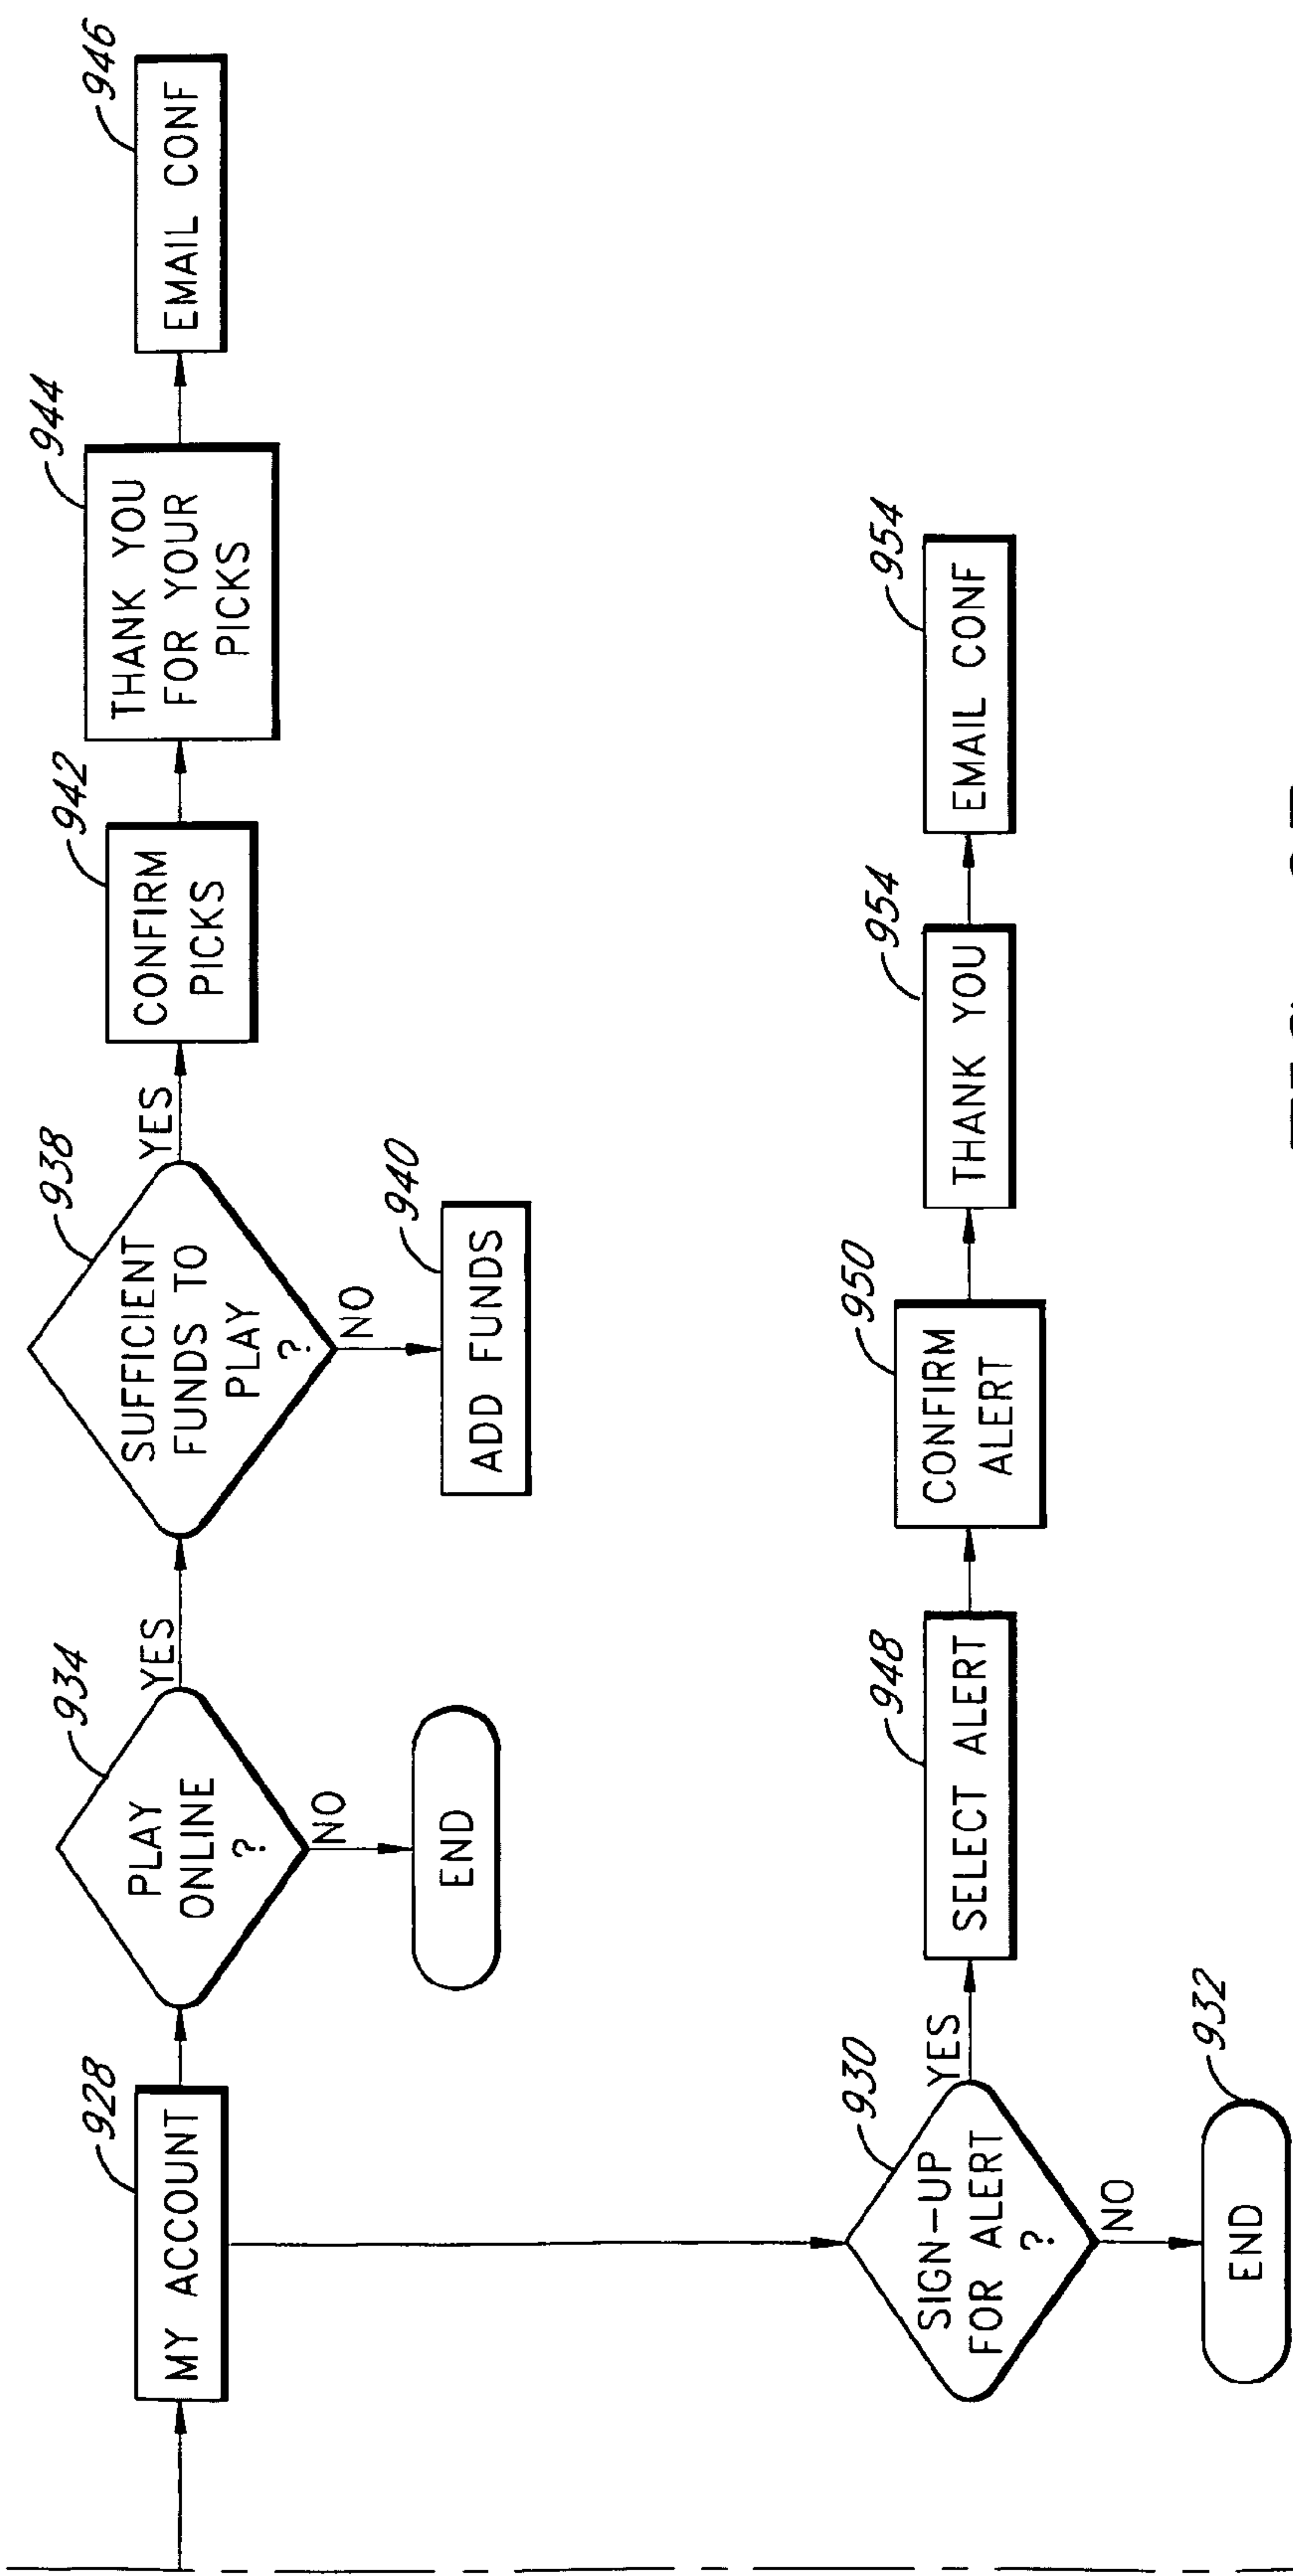 928
MY ACCOUNT
934
PLAY
ONLINE
?
YES
NO
END
938
SUFFICIENT
FUNDS TO
PLAY
?
YES
NO
940
ADD FUNDS
942
CONFIRM
PICKS
944
THANK YOU
FOR YOUR
PICKS
946
EMAIL CONF
930
SIGN-UP
FOR ALERT
?
YES
NO
932
END
948
SELECT ALERT
950
CONFIRM
ALERT
954
THANK YOU
954
EMAIL CONF